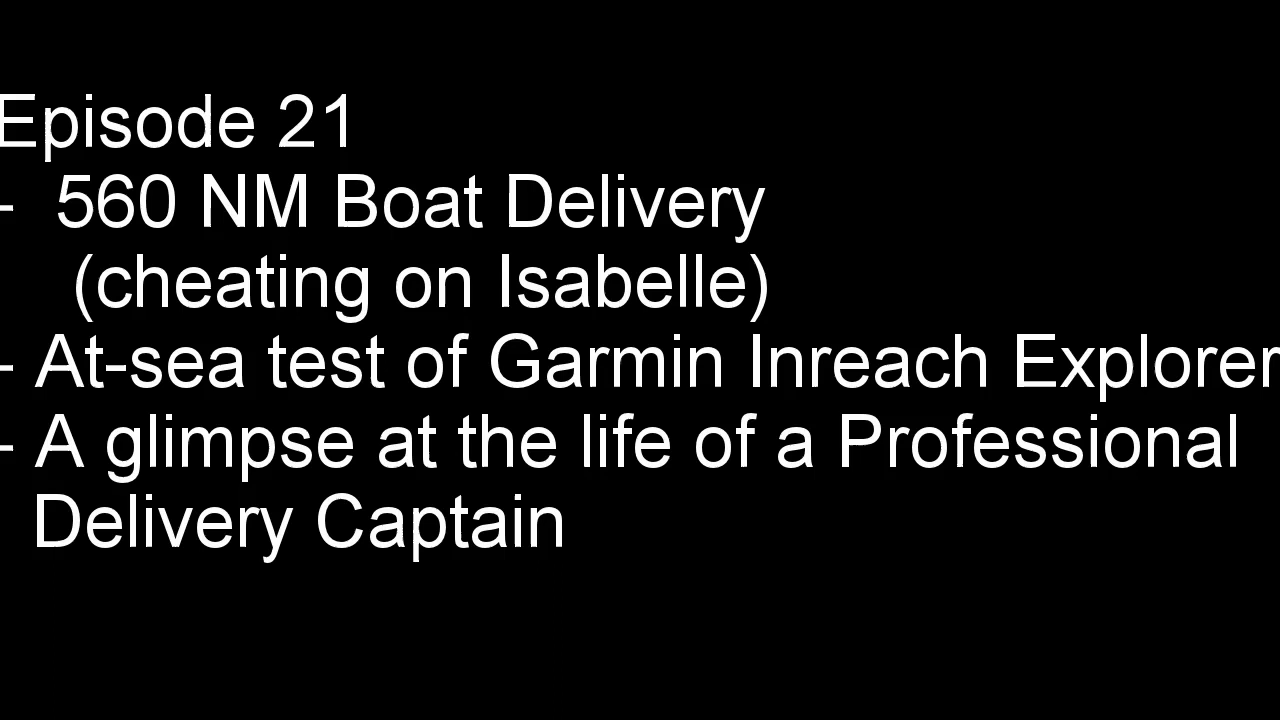 Episode 21
- 560 NM Boat Delivery
(cheating on Isabelle)
- At-sea test of Garmin Inreach Explorer
- A glimpse at the life of a Professional
Delivery Captain